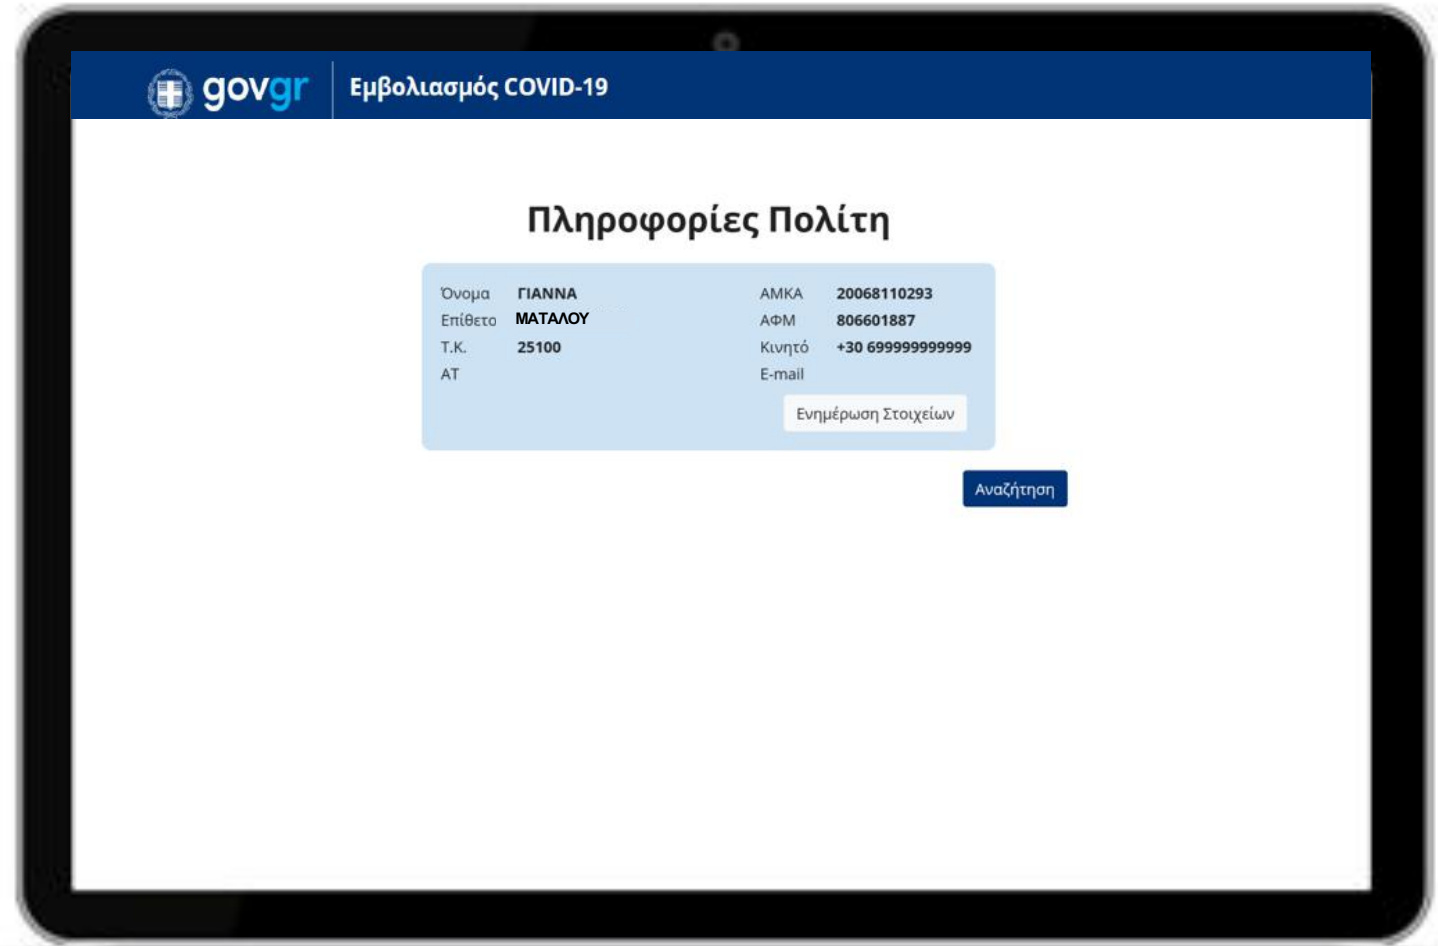 govgr Εμβολιασμός COVID-19
Πληροφορίες Πολίτη
Όνομα ΓΙΑΝΝΑ ΑΜΚΑ 20068110293
Επίθετο ΜΑΤΑΛΟΥ ΑΦΜ 806601887
Τ.Κ. 25100 Κινητό +30 699999999999
ΑΤ E-mail
Ενημέρωση Στοιχείων
Αναζήτηση